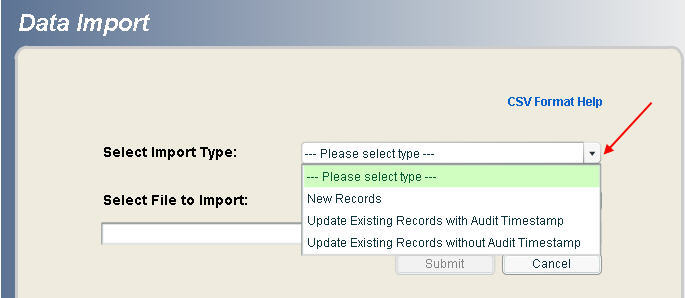 Data Import
CSV Format Help
Select Import Type:
--- Please select type ---
--- Please select type ---
New Records
Select File to Import:
Update Existing Records with Audit Timestamp
Update Existing Records without Audit Timestamp
Submit
Cancel